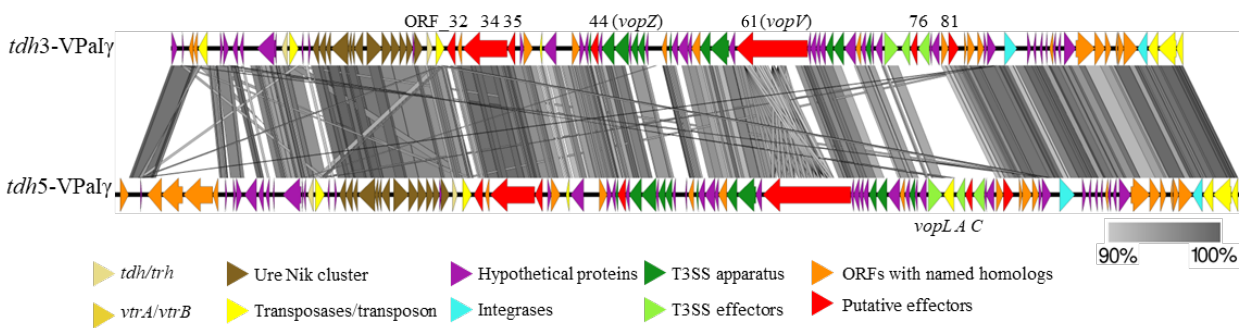 ORF_32 34 35 44 (vopZ) 61 (vopV) 76 81
tdh3-VPaIγ
tdh5-VPaIγ
vopL A C
90% 100%
tdh/trh Ure Nik cluster Hypothetical proteins T3SS apparatus ORFs with named homologs
vtrA/vtrB Transposases/transposon Integrases T3SS effectors Putative effectors